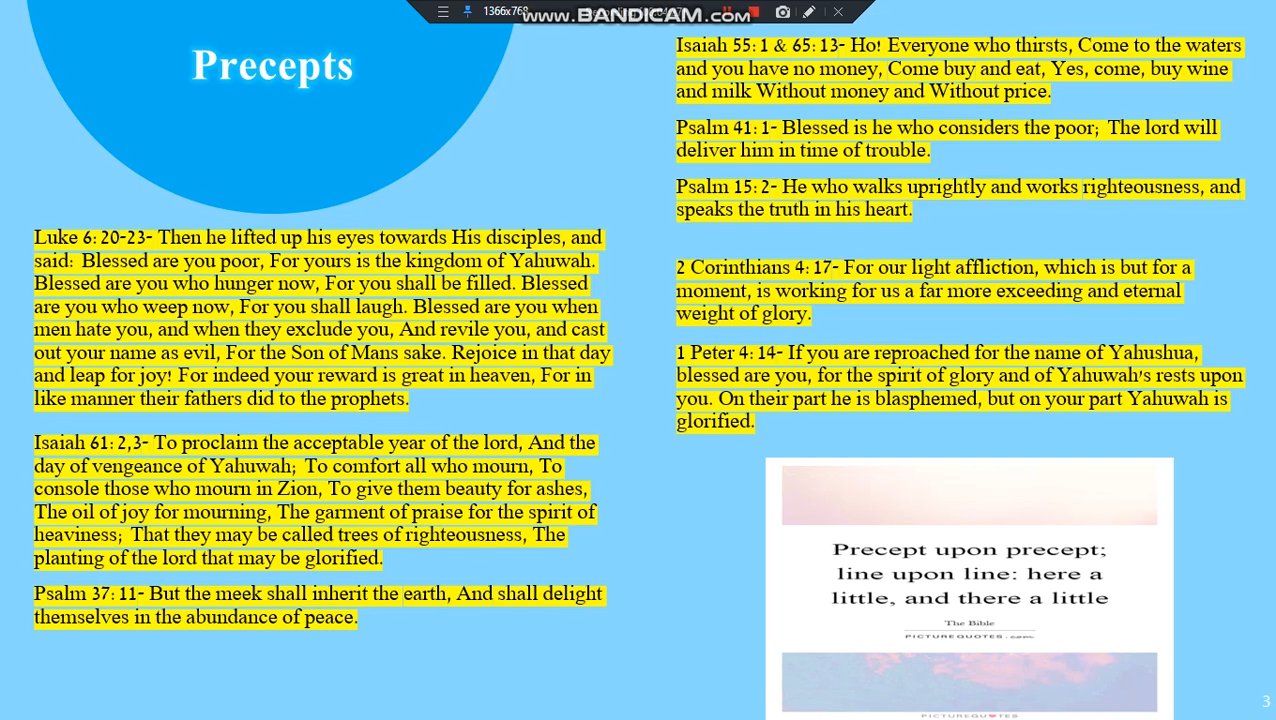 1366x768
www.BANDICAM.com
Precepts
Luke 6:20-23- Then he lifted up his eyes towards His disciples, and
said: Blessed are you poor, For yours is the kingdom of Yahuwah.
Blessed are you who hunger now, For you shall be filled. Blessed
are you who weep now, For you shall laugh. Blessed are you when
men hate you, and when they exclude you, And revile you, and cast
out your name as evil, For the Son of Mans sake. Rejoice in that day
and leap for joy! For indeed your reward is great in heaven, For in
like manner their fathers did to the prophets.
Isaiah 61:2,3- To proclaim the acceptable year of the lord, And the
day of vengeance of Yahuwah; To comfort all who mourn, To
console those who mourn in Zion, To give them beauty for ashes,
The oil of joy for mourning, The garment of praise for the spirit of
heaviness; That they may be called trees of righteousness, The
planting of the lord that may be glorified.
Psalm 37:11- But the meek shall inherit the earth, And shall delight
themselves in the abundance of peace.
Isaiah 55:1 & 65:13- Ho! Everyone who thirsts, Come to the waters
and you have no money, Come buy and eat, Yes, come, buy wine
and milk Without money and Without price.
Psalm 41:1- Blessed is he who considers the poor; The lord will
deliver him in time of trouble.
Psalm 15:2- He who walks uprightly and works righteousness, and
speaks the truth in his heart.
2 Corinthians 4:17- For our light affliction, which is but for a
moment, is working for us a far more exceeding and eternal
weight of glory.
1 Peter 4:14- If you are reproached for the name of Yahushua,
blessed are you, for the spirit of glory and of Yahuwah's rests upon
you. On their part he is blasphemed, but on your part Yahuwah is
glorified.
Precept upon precept;
line upon line: here a
little, and there a little
The Bible
PICTUREQUOTES.com
PICTUREQU♥TES
3